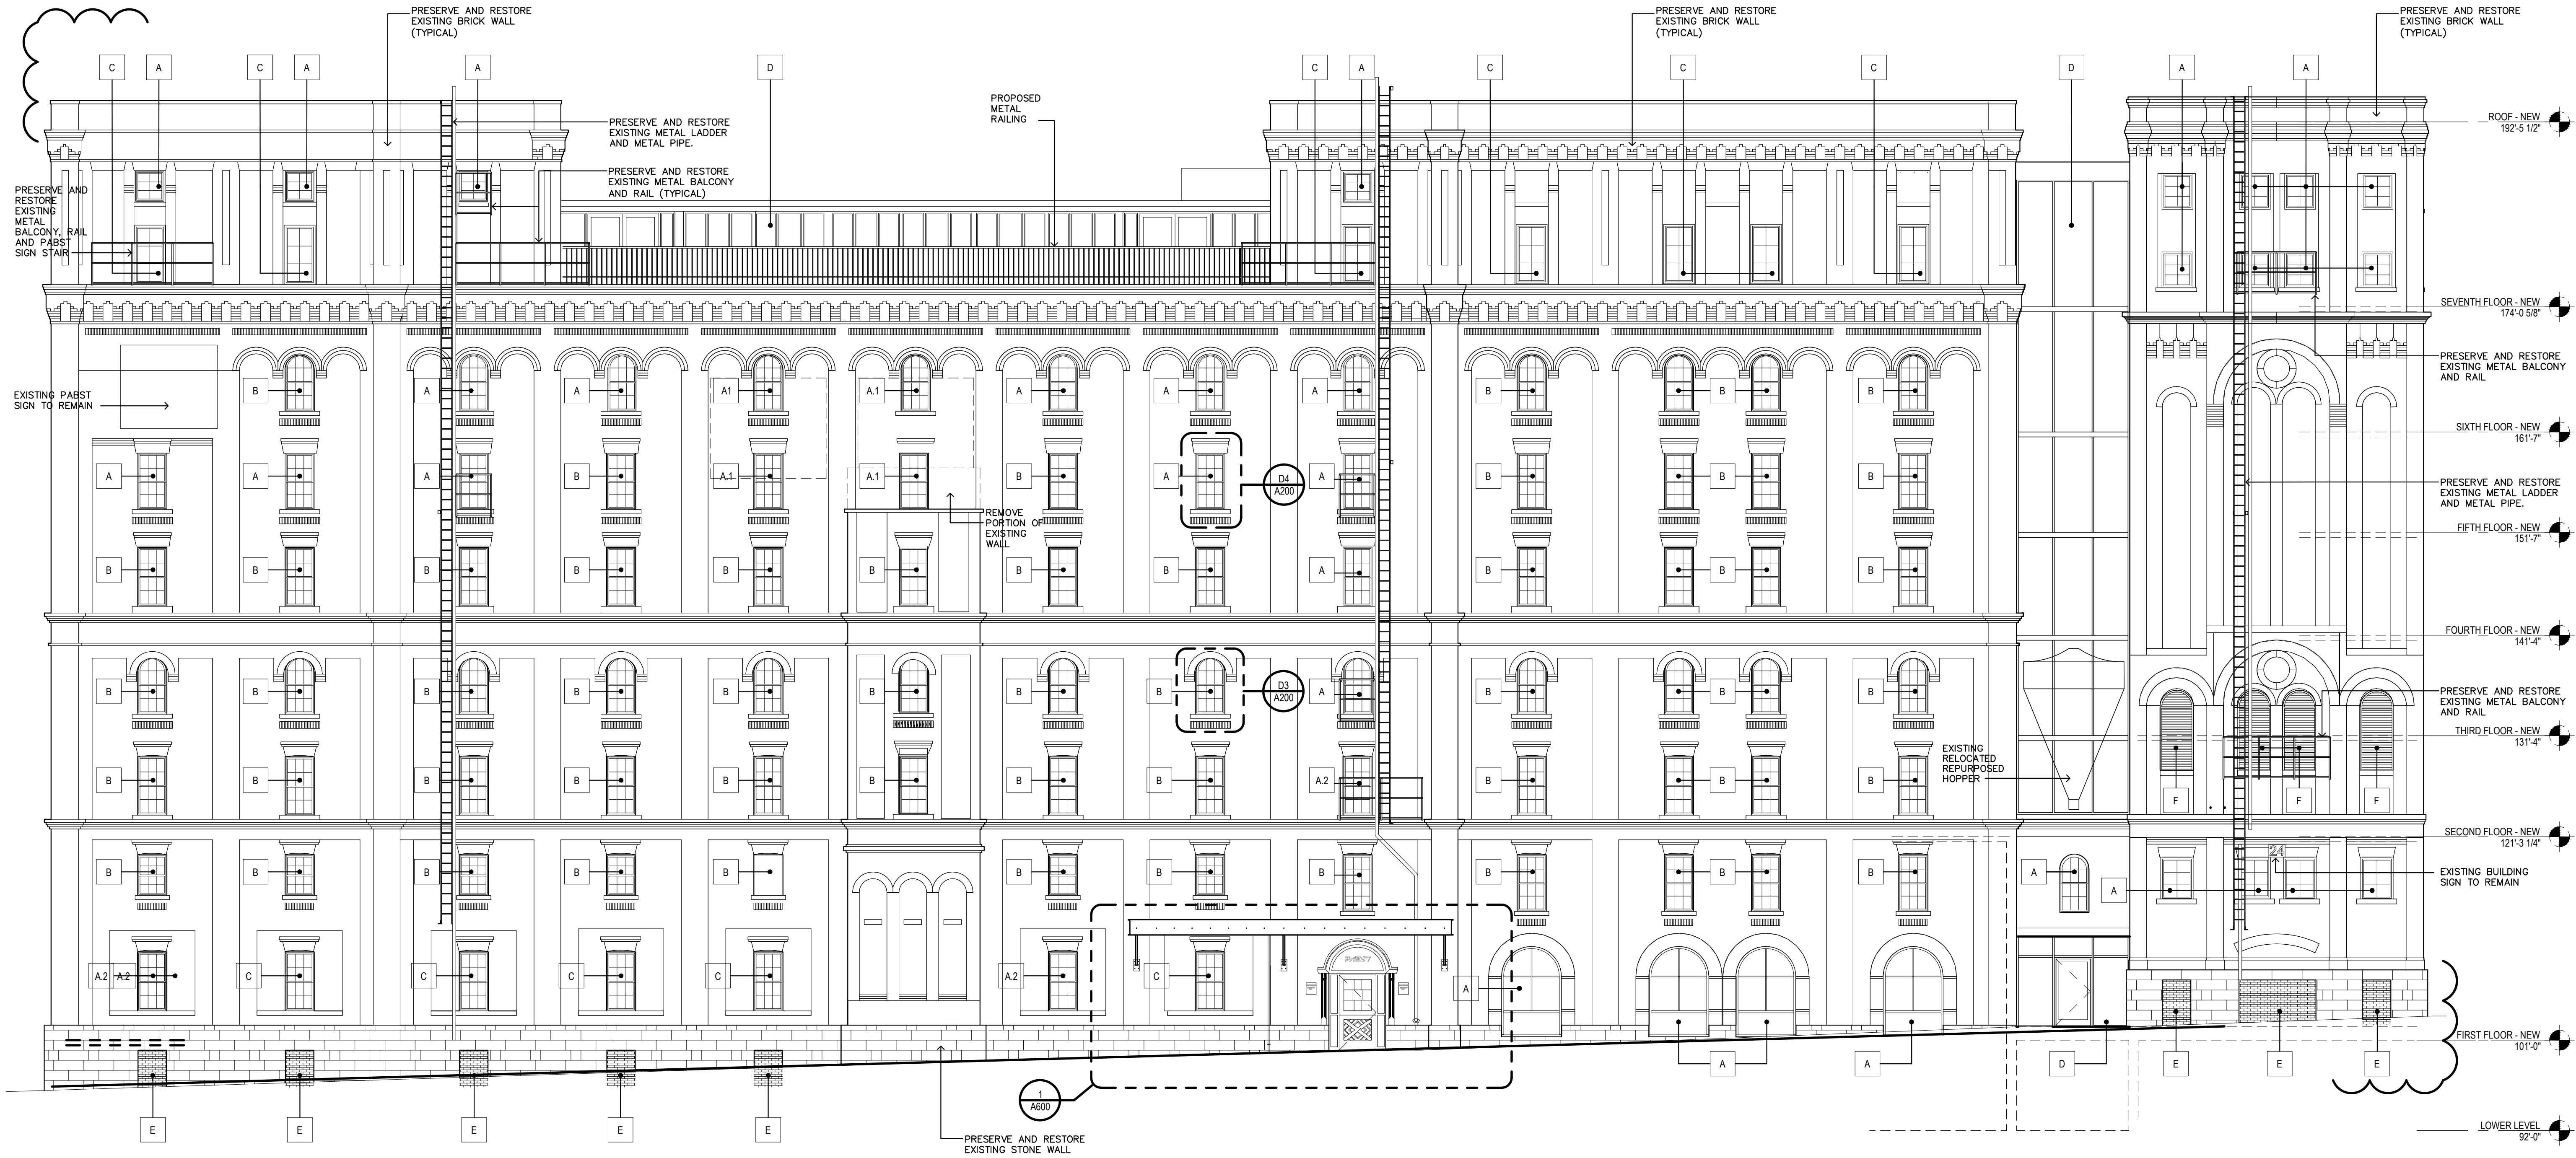 PRESERVE AND RESTORE
EXISTING BRICK WALL
(TYPICAL)
PRESERVE AND RESTORE
EXISTING BRICK WALL
(TYPICAL)
PRESERVE AND RESTORE
EXISTING BRICK WALL
(TYPICAL)
C A C A A D C A C C C D A A
PROPOSED
METAL
RAILING
PRESERVE AND RESTORE
EXISTING METAL LADDER
AND METAL PIPE.
ROOF - NEW
192'-5 1/2"
PRESERVE AND RESTORE
EXISTING METAL BALCONY
AND RAIL (TYPICAL)
PRESERVE AND
RESTORE
EXISTING
METAL
BALCONY, RAIL
AND PABST
SIGN STAIR
SEVENTH FLOOR - NEW
174'-0 5/8"
PRESERVE AND RESTORE
EXISTING METAL BALCONY
AND RAIL
EXISTING PABST
SIGN TO REMAIN
B A A A1 A.1 A A A B B B
SIXTH FLOOR - NEW
161'-7"
A A A B A.1 A.1 B A A B B B
D4
A200
PRESERVE AND RESTORE
EXISTING METAL LADDER
AND METAL PIPE.
REMOVE
PORTION OF
EXISTING
WALL
FIFTH FLOOR - NEW
151'-7"
B B B B B B B B A B B B
FOURTH FLOOR - NEW
141'-4"
B B B B B B B B A B B B
D3
A200
PRESERVE AND RESTORE
EXISTING METAL BALCONY
AND RAIL
THIRD FLOOR - NEW
131'-4"
EXISTING
RELOCATED
REPURPOSED
HOPPER
B B B B B B B B A.2 B B B
F F F
SECOND FLOOR - NEW
121'-3 1/4"
24
EXISTING BUILDING
SIGN TO REMAIN
B B B B B B B B B B B A
A
PABST
A.2 A.2 C C C C A.2 C A
FIRST FLOOR - NEW
101'-0"
A A D E E E
1
A600
E E E E E
PRESERVE AND RESTORE
EXISTING STONE WALL
LOWER LEVEL
92'-0"